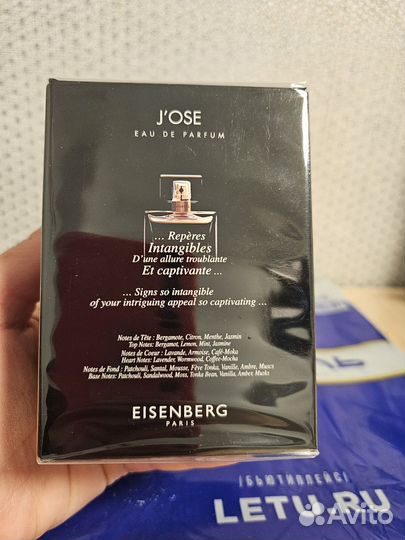 J'OSE
EAU DE PARFUM
... Repères
Intangibles
D'une allure troublante
Et captivante ...
... Signs so intangible
of your intriguing appeal so captivating ...
Notes de Tête : Bergamote, Citron, Menthe, Jasmin
Top Notes: Bergamot, Lemon, Mint, Jasmine
Notes de Coeur : Lavande, Armoise, Café-Moka
Heart Notes: Lavender, Wormwood, Coffee-Mocha
Notes de Fond : Patchouli, Santal, Mousse, Fève Tonka, Vanille, Ambre, Muscs
Base Notes: Patchouli, Sandalwood, Moss, Tonka Bean, Vanilla, Amber, Musks
EISENBERG
PARIS
/БЬЮТИПЛЕЙС/
LETU.RU
Avito